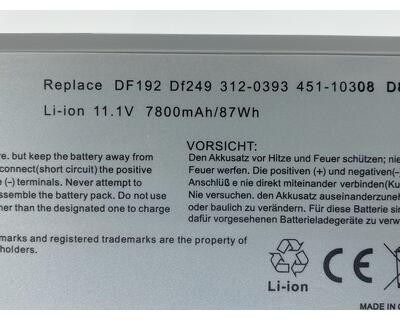 Replace DF192 Df249 312-0393 451-10308
Li-ion 11.1V 7800mAh/87Wh
VORSICHT:
re. but keep the battery away from
connect(short circuit) the positive
e (–) terminals. Never attempt to
ssemble the battery pack. Do not use
her than the designated one to charge
Den Akkusatz vor Hitze und Feuer schützen; nie
Feuer werfen. Die positiven (+) und negativen(–)
Anschlüß e nie direkt miteinander verbinden(Ku
Nie versuchen. den Akkusatz auseinanderzuneh
oder baulich zu verändern. Für diese Batterie sin
dafür vorgesehenen Batterieladegeräte zu verw
marks and registered trademarks are the property of
holders.
Li-ion
CE
MADE IN